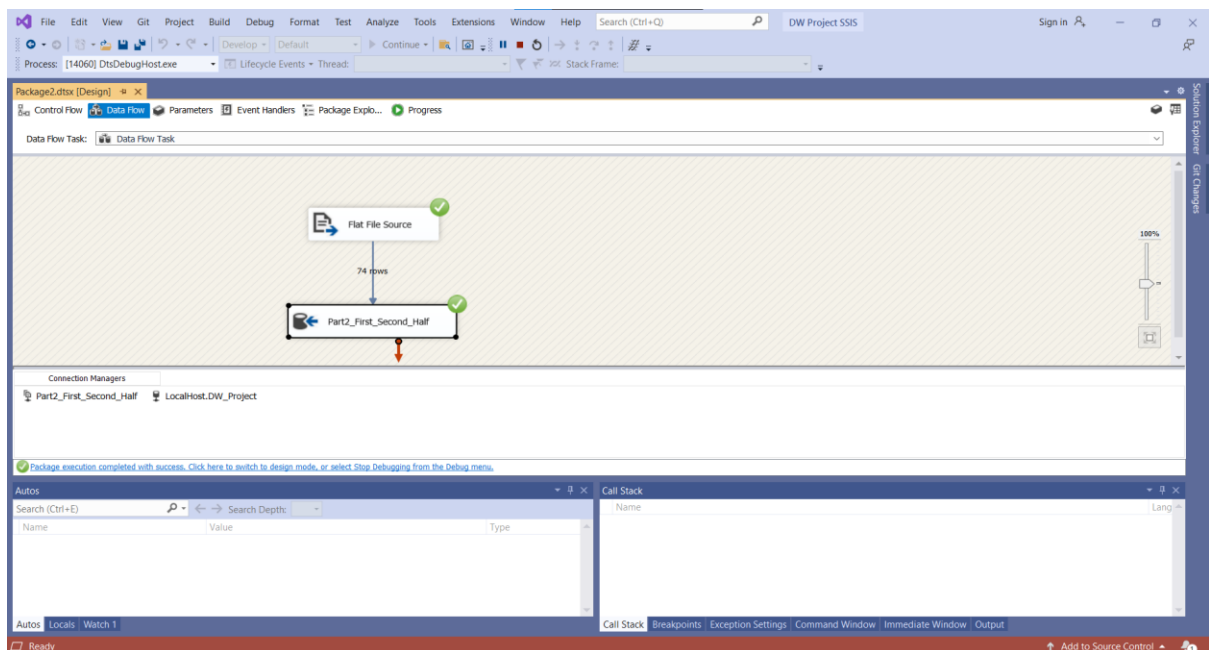 File Edit View Git Project Build Debug Format Test Analyze Tools Extensions Window Help Search (Ctrl+Q) DW Project SSIS Sign in
Develop Default Continue
Process: [14060] DtsDebugHost.exe Lifecycle Events Thread: Stack Frame:
Package2.dtsx [Design]
Control Flow Data Flow Parameters Event Handlers Package Explo... Progress
Data Flow Task: Data Flow Task
Flat File Source
74 rows
Part2_First_Second_Half
100%
Solution Explorer
Git Changes
Connection Managers
Part2_First_Second_Half LocalHost.DW_Project
Package execution completed with success. Click here to switch to design mode, or select Stop Debugging from the Debug menu.
Autos
Search (Ctrl+E) Search Depth:
Name Value Type
Autos Locals Watch 1
Call Stack
Name Lang
Call Stack Breakpoints Exception Settings Command Window Immediate Window Output
Ready Add to Source Control